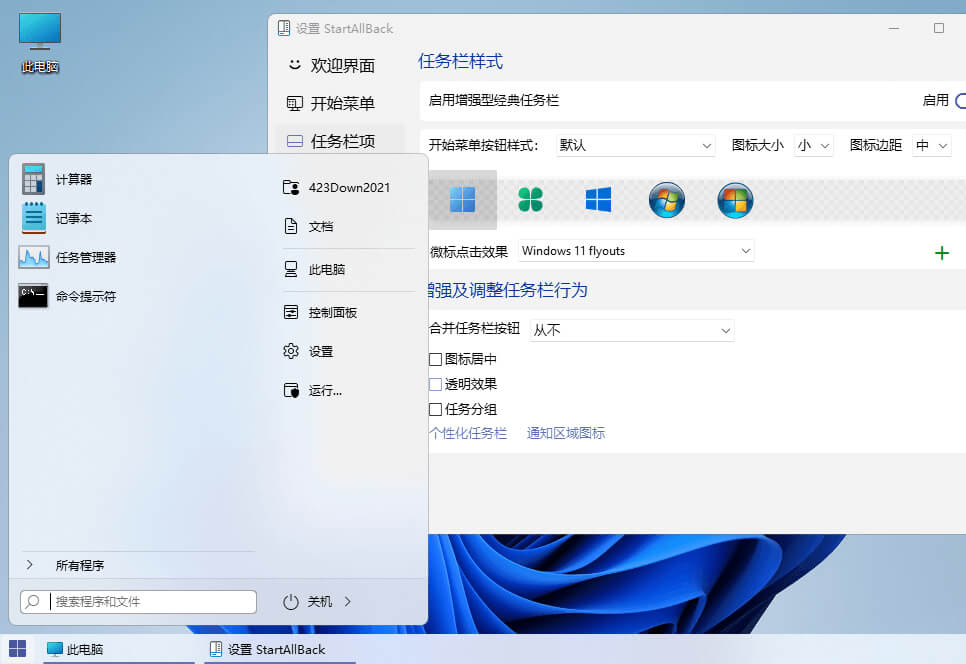 此电脑
设置 StartAllBack
欢迎界面
开始菜单
任务栏项
任务栏样式
启用增强型经典任务栏
启用
开始菜单按钮样式:
默认
图标大小
小
图标边距
中
微标点击效果
Windows 11 flyouts
增强及调整任务栏行为
合并任务栏按钮
从不
图标居中
透明效果
任务分组
个性化任务栏
通知区域图标
计算器
记事本
任务管理器
C:\
命令提示符
423Down2021
文档
此电脑
控制面板
设置
运行...
所有程序
搜索程序和文件
关机
此电脑
设置 StartAllBack